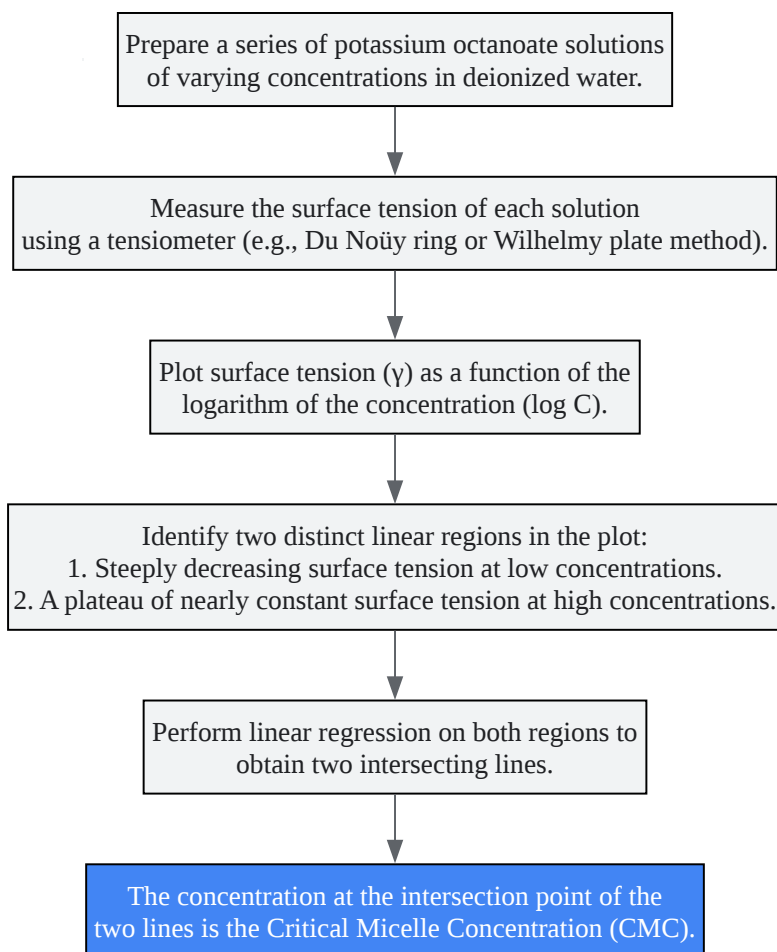 Prepare a series of potassium octanoate solutions
of varying concentrations in deionized water.
Measure the surface tension of each solution
using a tensiometer (e.g., Du Noüy ring or Wilhelmy plate method).
Plot surface tension (γ) as a function of the
logarithm of the concentration (log C).
Identify two distinct linear regions in the plot:
1. Steeply decreasing surface tension at low concentrations.
2. A plateau of nearly constant surface tension at high concentrations.
Perform linear regression on both regions to
obtain two intersecting lines.
The concentration at the intersection point of the
two lines is the Critical Micelle Concentration (CMC).